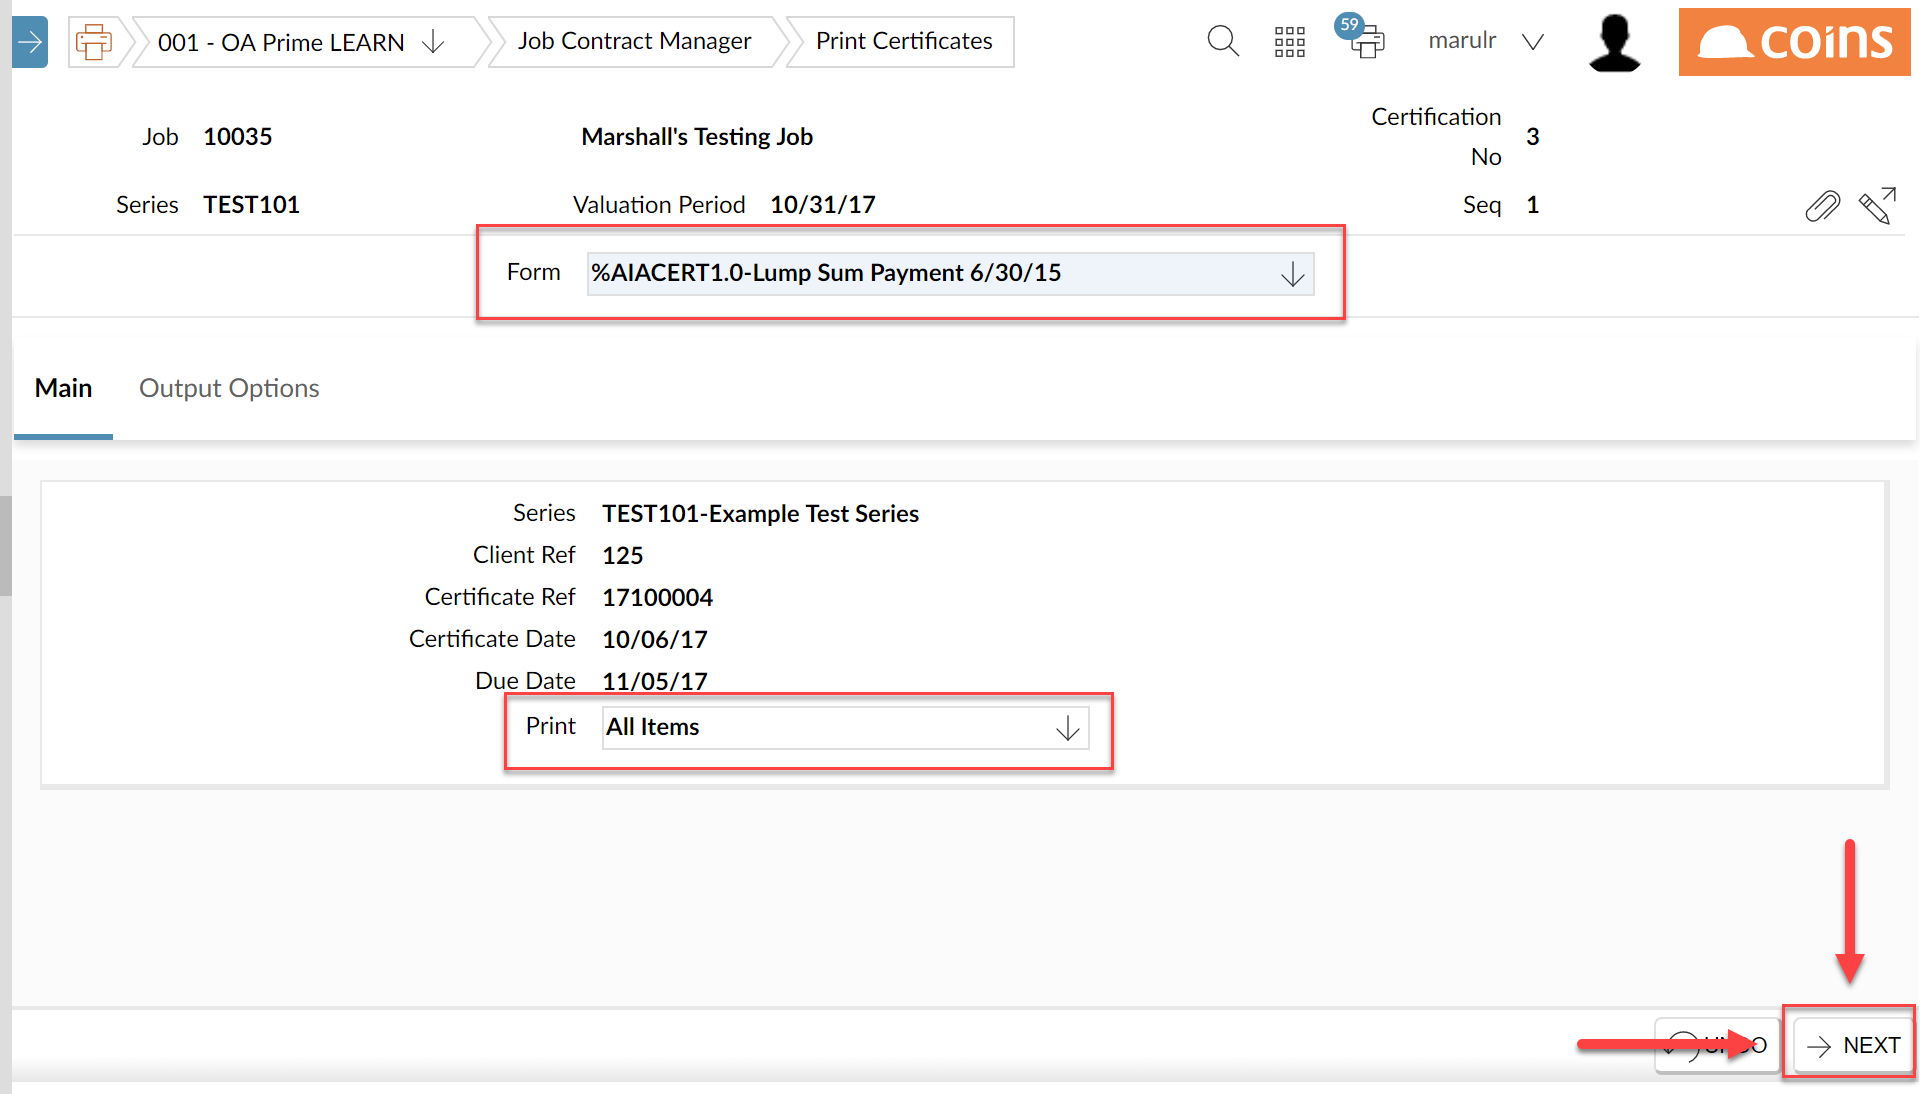 001 - OA Prime LEARN
Job Contract Manager
Print Certificates
59
marulr
coins
Job 10035
Marshall's Testing Job
Certification
No
3
Series TEST101
Valuation Period 10/31/17
Seq 1
Form %AIACERT1.0-Lump Sum Payment 6/30/15
Main Output Options
Series TEST101-Example Test Series
Client Ref 125
Certificate Ref 17100004
Certificate Date 10/06/17
Due Date 11/05/17
Print All Items
UNDO
NEXT